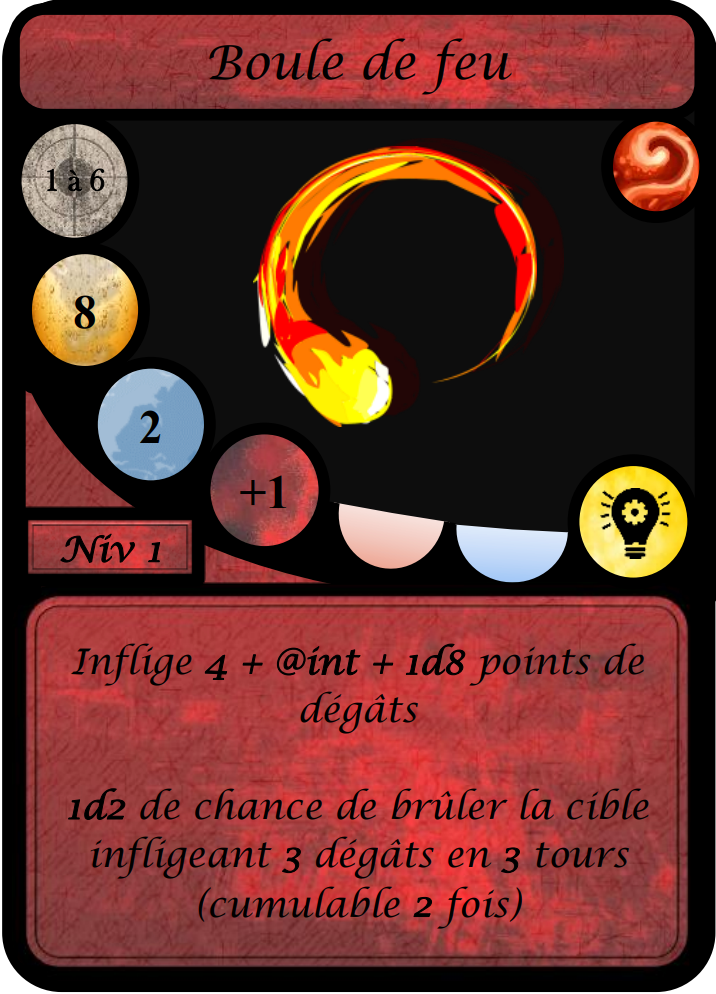 Boule de feu
1 à 6
8
2
+1
Niv 1
Inflige 4 + @int + 1d8 points de
dégâts
1d2 de chance de brûler la cible
infligeant 3 dégâts en 3 tours
(cumulable 2 fois)